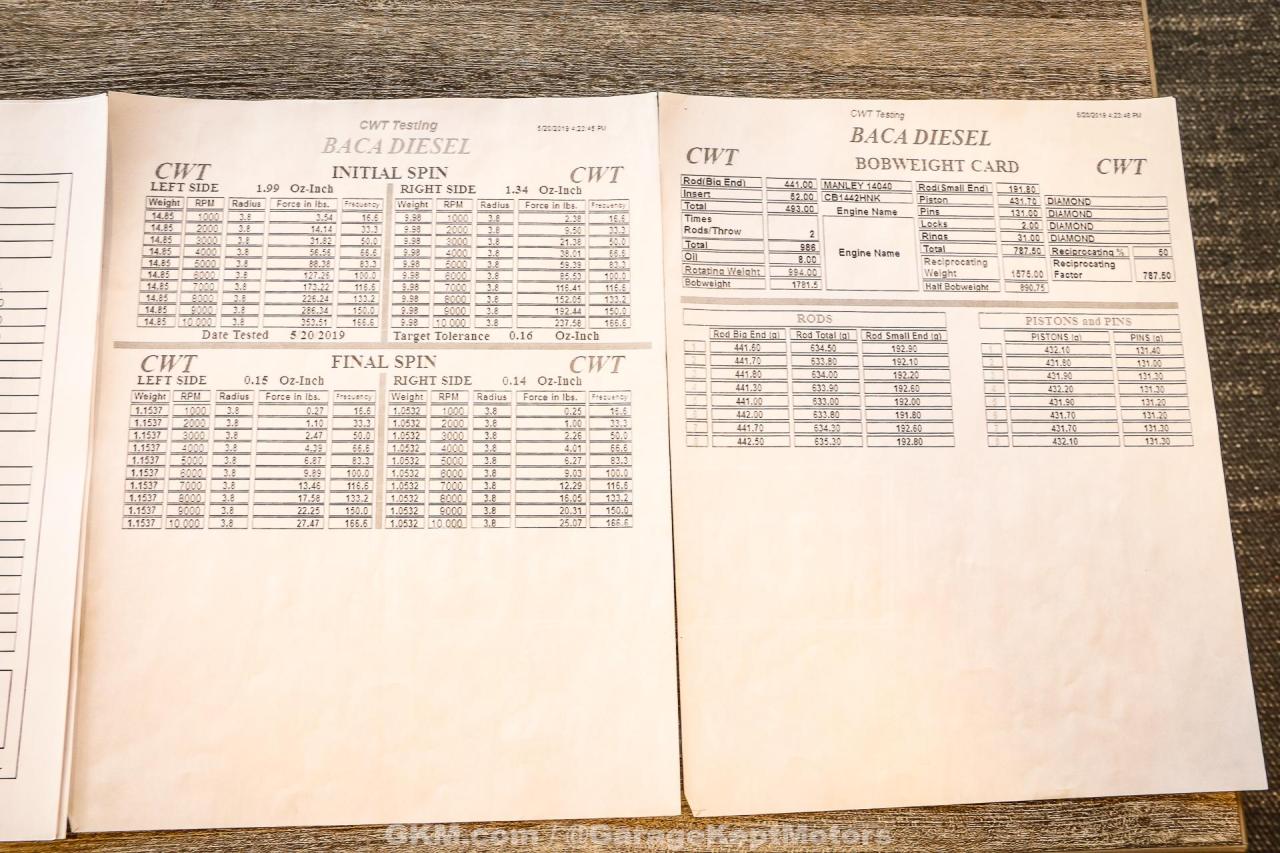 CWT Testing
5/20/2019 4:23:45 PM
BACA DIESEL
CWT INITIAL SPIN CWT
LEFT SIDE 1.99 Oz-Inch RIGHT SIDE 1.34 Oz-Inch
Weight RPM Radius Force in lbs. Frequency Weight RPM Radius Force in lbs. Frequency
14.85 1000 3.8 3.54 16.6 9.98 1000 3.8 2.38 16.6
14.85 2000 3.8 14.14 33.3 9.98 2000 3.8 9.50 33.3
14.85 3000 3.8 31.82 50.0 9.98 3000 3.8 21.38 50.0
14.85 4000 3.8 56.56 66.6 9.98 4000 3.8 38.01 66.6
14.85 5000 3.8 88.38 83.3 9.98 5000 3.8 59.39 83.3
14.85 6000 3.8 127.26 100.0 9.98 6000 3.8 85.53 100.0
14.85 7000 3.8 173.22 116.6 9.98 7000 3.8 116.41 116.6
14.85 8000 3.8 226.24 133.2 9.98 8000 3.8 152.05 133.2
14.85 9000 3.8 286.34 150.0 9.98 9000 3.8 192.44 150.0
14.85 10,000 3.8 353.51 166.6 9.98 10,000 3.8 237.58 166.6
Date Tested 5 20 2019 Target Tolerance 0.16 Oz-Inch
CWT FINAL SPIN CWT
LEFT SIDE 0.15 Oz-Inch RIGHT SIDE 0.14 Oz-Inch
Weight RPM Radius Force in lbs. Frequency Weight RPM Radius Force in lbs. Frequency
1.1537 1000 3.8 0.27 16.6 1.0532 1000 3.8 0.25 16.6
1.1537 2000 3.8 1.10 33.3 1.0532 2000 3.8 1.00 33.3
1.1537 3000 3.8 2.47 50.0 1.0532 3000 3.8 2.26 50.0
1.1537 4000 3.8 4.39 66.6 1.0532 4000 3.8 4.01 66.6
1.1537 5000 3.8 6.87 83.3 1.0532 5000 3.8 6.27 83.3
1.1537 6000 3.8 9.89 100.0 1.0532 6000 3.8 9.03 100.0
1.1537 7000 3.8 13.46 116.6 1.0532 7000 3.8 12.29 116.6
1.1537 8000 3.8 17.58 133.2 1.0532 8000 3.8 16.05 133.2
1.1537 9000 3.8 22.25 150.0 1.0532 9000 3.8 20.31 150.0
1.1537 10,000 3.8 27.47 166.6 1.0532 10,000 3.8 25.07 166.6
CWT Testing
5/20/2019 4:23:46 PM
BACA DIESEL
CWT BOBWEIGHT CARD CWT
Rod(Big End) 441.00 MANLEY 14040
Insert 52.00 CB1442HNK
Total 493.00 Engine Name
Times
Rods/Throw 2
Engine Name
Total 986
Oil 8.00
Rotating Weight 994.00
Bobweight 1781.5
Rod(Small End) 191.80
Piston 431.70 DIAMOND
Pins 131.00 DIAMOND
Locks 2.00 DIAMOND
Rings 31.00 DIAMOND
Total 787.50 Reciprocating % 50
Reciprocating
Weight 1575.00
Reciprocating
Factor 787.50
Half Bobweight 890.75
RODS
Rod Big End (g) Rod Total (g) Rod Small End (g)
1 441.60 634.50 192.90
2 441.70 633.80 192.10
3 441.80 634.00 192.20
4 441.30 633.90 192.60
5 441.00 633.00 192.00
6 442.00 633.80 191.80
7 441.70 634.30 192.60
8 442.50 635.30 192.80
PISTONS and PINS
PISTONS (g) PINS (g)
1 432.10 131.40
2 431.80 131.00
3 431.90 131.30
4 432.20 131.30
5 431.90 131.20
6 431.70 131.20
7 431.70 131.30
8 432.10 131.30
GKM.com / @GarageKeptMotors